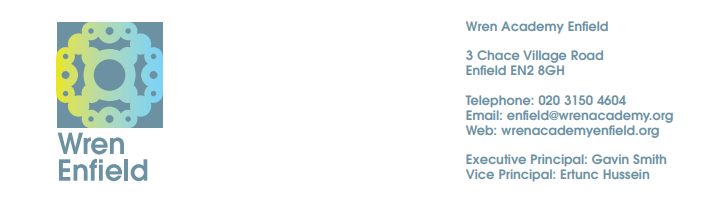 Wren
Enfield
Wren Academy Enfield
3 Chace Village Road
Enfield EN2 8GH
Telephone: 020 3150 4604
Email: enfield@wrenacademy.org
Web: wrenacademyenfield.org
Executive Principal: Gavin Smith
Vice Principal: Ertunc Hussein